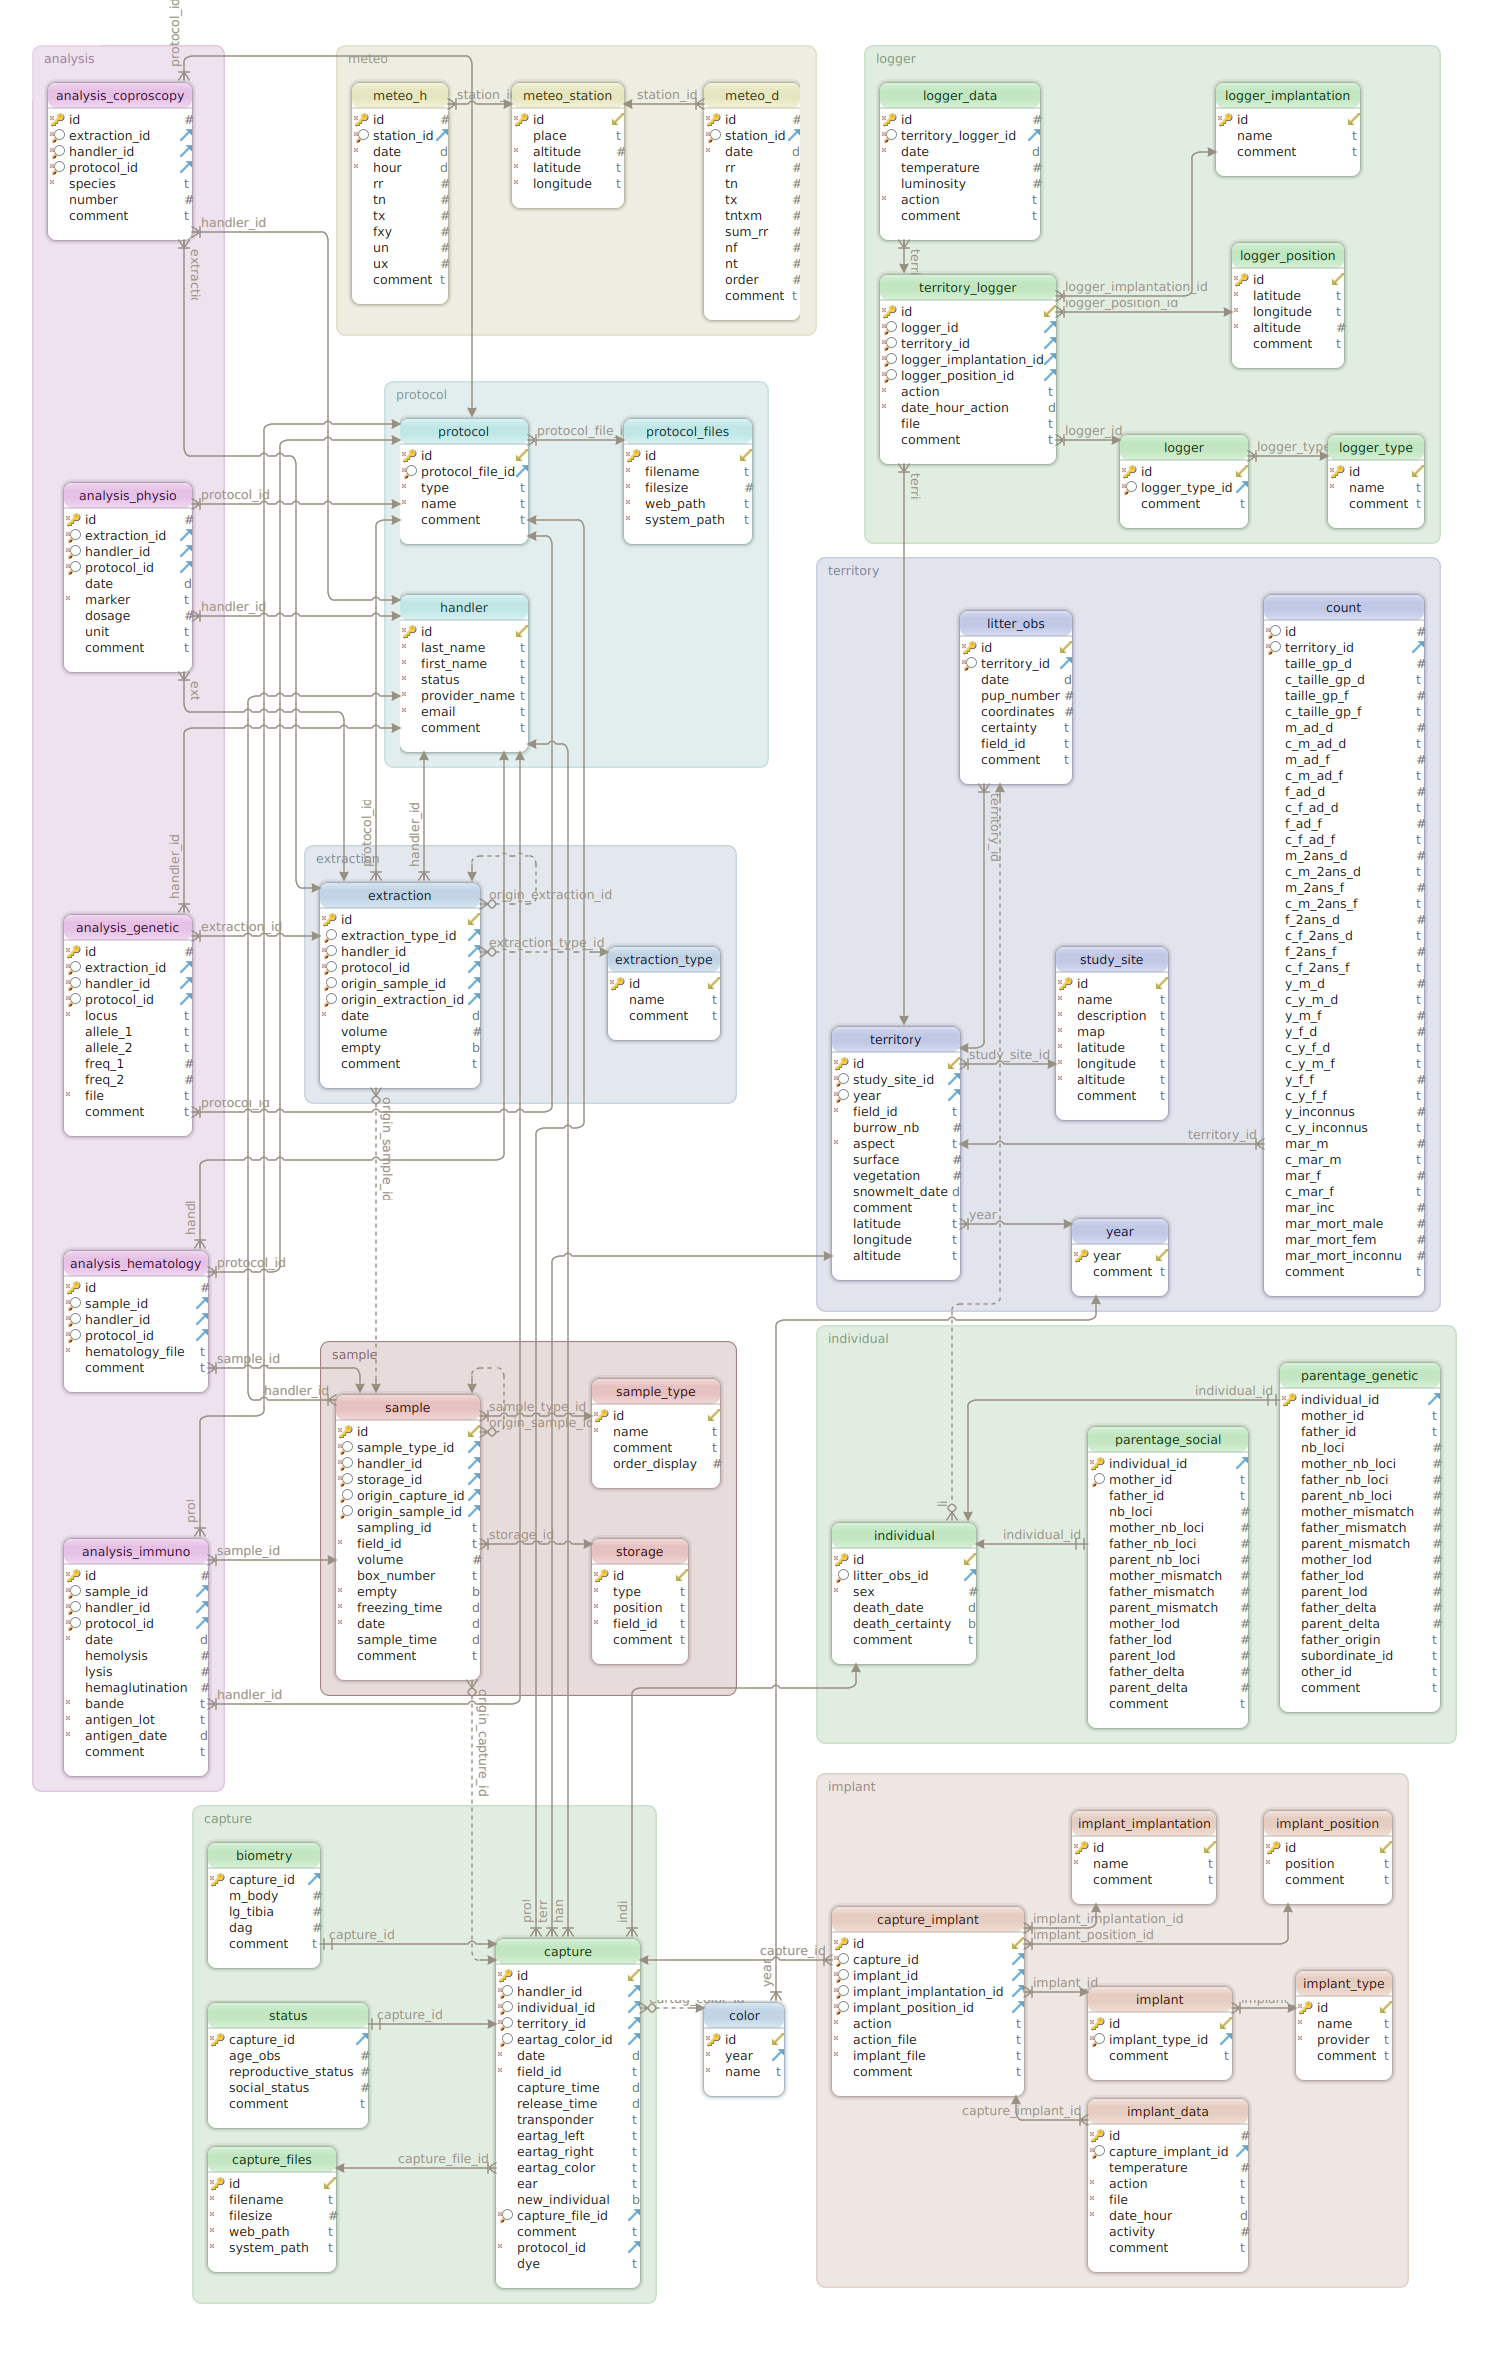 protocol_id
analysis
analysis_coproscopy
id #
extraction_id
handler_id
protocol_id
species t
number #
comment t
handler_id
meteo
meteo_h
id #
station_id
date d
hour d
rr #
tn #
tx #
fxy #
un #
ux #
comment t
station_i
meteo_station
id
place t
altitude #
latitude t
longitude t
station_id
meteo_d
id #
station_id
date d
rr #
tn #
tx #
tntxm #
sum_rr #
nf #
nt #
order #
comment t
logger
logger_data
id #
territory_logger_id
date d
temperature #
luminosity #
action t
comment t
logger_implantation
id
name t
comment t
territory_logger
id
logger_id
territory_id
logger_implantation_id
logger_position_id
action t
date_hour_action d
file t
comment t
logger_implantation_id
logger_position_id
logger_position
id
latitude t
longitude t
altitude #
comment t
logger_id
logger
id
logger_type_id
comment t
logger_type
logger_type
id
name t
comment t
terri
terri
protocol
protocol
id
protocol_file_id
type t
name t
comment t
protocol_file_i
protocol_files
id
filename t
filesize #
web_path t
system_path t
handler
id
last_name t
first_name t
status t
provider_name t
email t
comment t
analysis_physio
id #
extraction_id
handler_id
protocol_id
date d
marker t
dosage #
unit t
comment t
protocol_id
handler_id
ext
protocol_id
handler_id
handler_id
territory
litter_obs
id
territory_id
date d
pup_number #
coordinates #
certainty t
field_id t
comment t
territory_id
count
id #
territory_id
taille_gp_d #
c_taille_gp_d t
taille_gp_f #
c_taille_gp_f t
m_ad_d #
c_m_ad_d t
m_ad_f #
c_m_ad_f t
f_ad_d #
c_f_ad_d t
f_ad_f #
c_f_ad_f t
m_2ans_d #
c_m_2ans_d t
m_2ans_f #
c_m_2ans_f t
f_2ans_d #
c_f_2ans_d t
f_2ans_f #
c_f_2ans_f t
y_m_d #
c_y_m_d t
y_m_f #
y_f_d #
c_y_f_d t
c_y_m_f t
y_f_f #
c_y_f_f t
y_inconnus #
c_y_inconnus t
mar_m #
c_mar_m t
mar_f #
c_mar_f t
mar_inc #
mar_mort_male #
mar_mort_fem #
mar_mort_inconnu #
comment t
study_site
id
name t
description t
map t
latitude t
longitude t
altitude t
comment t
territory
id
study_site_id
year
field_id t
burrow_nb #
aspect t
surface #
vegetation #
snowmelt_date d
comment t
latitude t
longitude t
altitude t
study_site_id
territory_id
year
year
year
comment t
extraction
extraction
id
extraction_type_id
handler_id
protocol_id
origin_sample_id
origin_extraction_id
date d
volume #
empty b
comment t
origin_extraction_id
extraction_type_id
extraction_type
id
name t
comment t
origin_sample_id
analysis_genetic
id #
extraction_id
handler_id
protocol_id
locus t
allele_1 t
allele_2 t
freq_1 #
freq_2 #
file t
comment t
extraction_id
protocol_id
handl
analysis_hematology
id #
sample_id
handler_id
protocol_id
hematology_file t
comment t
protocol_id
sample_id
handler_id
sample
sample
id
sample_type_id
handler_id
storage_id
origin_capture_id
origin_sample_id
sampling_id t
field_id t
volume #
box_number t
empty b
freezing_time d
date d
sample_time d
comment t
sample_type_id
origin_sample_id
sample_type
id
name t
comment t
order_display #
storage_id
storage
id
type t
position t
field_id t
comment t
origin_capture_id
analysis_immuno
id #
sample_id
handler_id
protocol_id
date d
hemolysis #
lysis #
hemaglutination #
bande t
antigen_lot t
antigen_date d
comment t
sample_id
handler_id
individual
individual
id
litter_obs_id
sex #
death_date d
death_certainty b
comment t
individual_id
individual_id
parentage_social
individual_id
mother_id t
father_id t
nb_loci #
mother_nb_loci #
father_nb_loci #
parent_nb_loci #
mother_mismatch #
father_mismatch #
parent_mismatch #
mother_lod #
father_lod #
parent_lod #
father_delta #
parent_delta #
comment t
parentage_genetic
individual_id
mother_id t
father_id t
nb_loci #
mother_nb_loci #
father_nb_loci #
parent_nb_loci #
mother_mismatch #
father_mismatch #
parent_mismatch #
mother_lod #
father_lod #
parent_lod #
father_delta #
parent_delta #
father_origin t
subordinate_id t
other_id t
comment t
capture
biometry
capture_id
m_body #
lg_tibia #
dag #
comment t
capture_id
status
capture_id
age_obs #
reproductive_status #
social_status #
comment t
capture_id
capture_files
id
filename t
filesize #
web_path t
system_path t
capture_file_id
terr
han
indi
capture
id
handler_id
individual_id
territory_id
eartag_color_id
date d
field_id t
capture_time d
release_time d
transponder t
eartag_left t
eartag_right t
eartag_color t
ear t
new_individual b
capture_file_id
comment t
protocol_id
dye t
year
color
id
year
name t
capture_id
implant
capture_implant
id
capture_id
implant_id
implant_implantation_id
implant_position_id
action t
action_file t
implant_file t
comment t
implant_implantation
id
name t
comment t
implant_position
id
position t
comment t
implant_implantation_id
implant_position_id
implant_id
implant
id
implant_type_id
comment t
implant_type
id
name t
provider t
comment t
capture_implant_id
implant_data
id #
capture_implant_id
temperature #
action t
file t
date_hour d
activity #
comment t